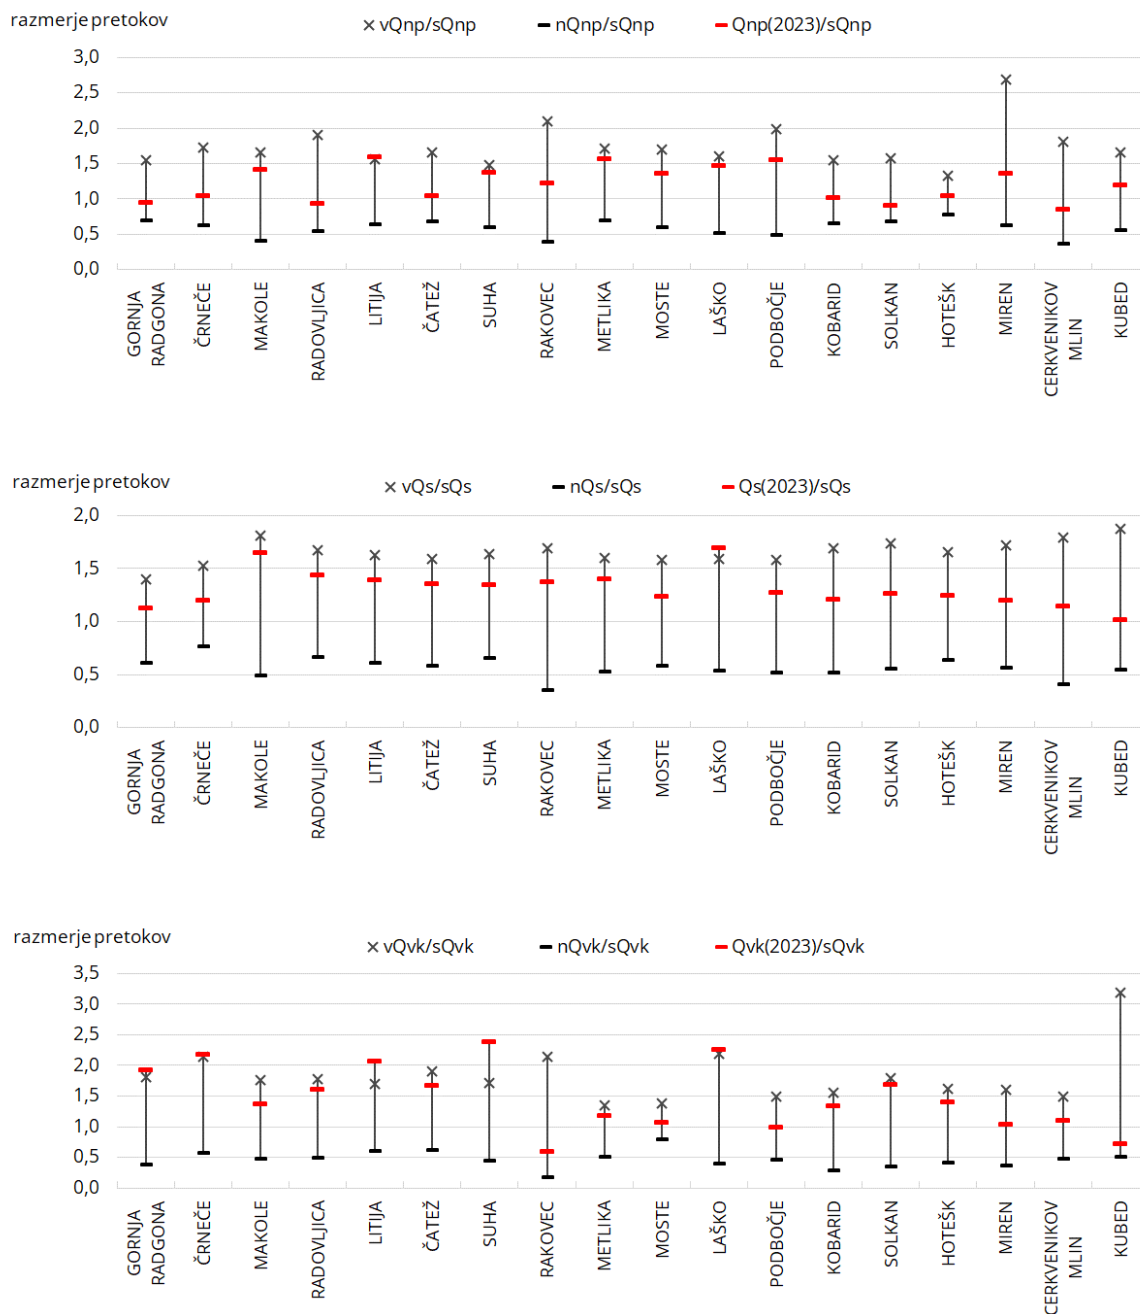 razmerje pretokov
vQnp/sQnp nQnp/sQnp Qnp(2023)/sQnp
3,0
2,5
2,0
1,5
1,0
0,5
0,0
GORNJA
RADGONA
ČRNEČE
MAKOLE
RADOVLJICA
LITIJA
ČATEŽ
SUHA
RAKOVEC
METLIKA
MOSTE
LAŠKO
PODBOČJE
KOBARID
SOLKAN
HOTEŠK
MIREN
CERKVENIKOV
MLIN
KUBED
razmerje pretokov
vQs/sQs nQs/sQs Qs(2023)/sQs
2,0
1,5
1,0
0,5
0,0
GORNJA
RADGONA
ČRNEČE
MAKOLE
RADOVLJICA
LITIJA
ČATEŽ
SUHA
RAKOVEC
METLIKA
MOSTE
LAŠKO
PODBOČJE
KOBARID
SOLKAN
HOTEŠK
MIREN
CERKVENIKOV
MLIN
KUBED
razmerje pretokov
vQvk/sQvk nQvk/sQvk Qvk(2023)/sQvk
3,5
3,0
2,5
2,0
1,5
1,0
0,5
0,0
GORNJA
RADGONA
ČRNEČE
MAKOLE
RADOVLJICA
LITIJA
ČATEŽ
SUHA
RAKOVEC
METLIKA
MOSTE
LAŠKO
PODBOČJE
KOBARID
SOLKAN
HOTEŠK
MIREN
CERKVENIKOV
MLIN
KUBED